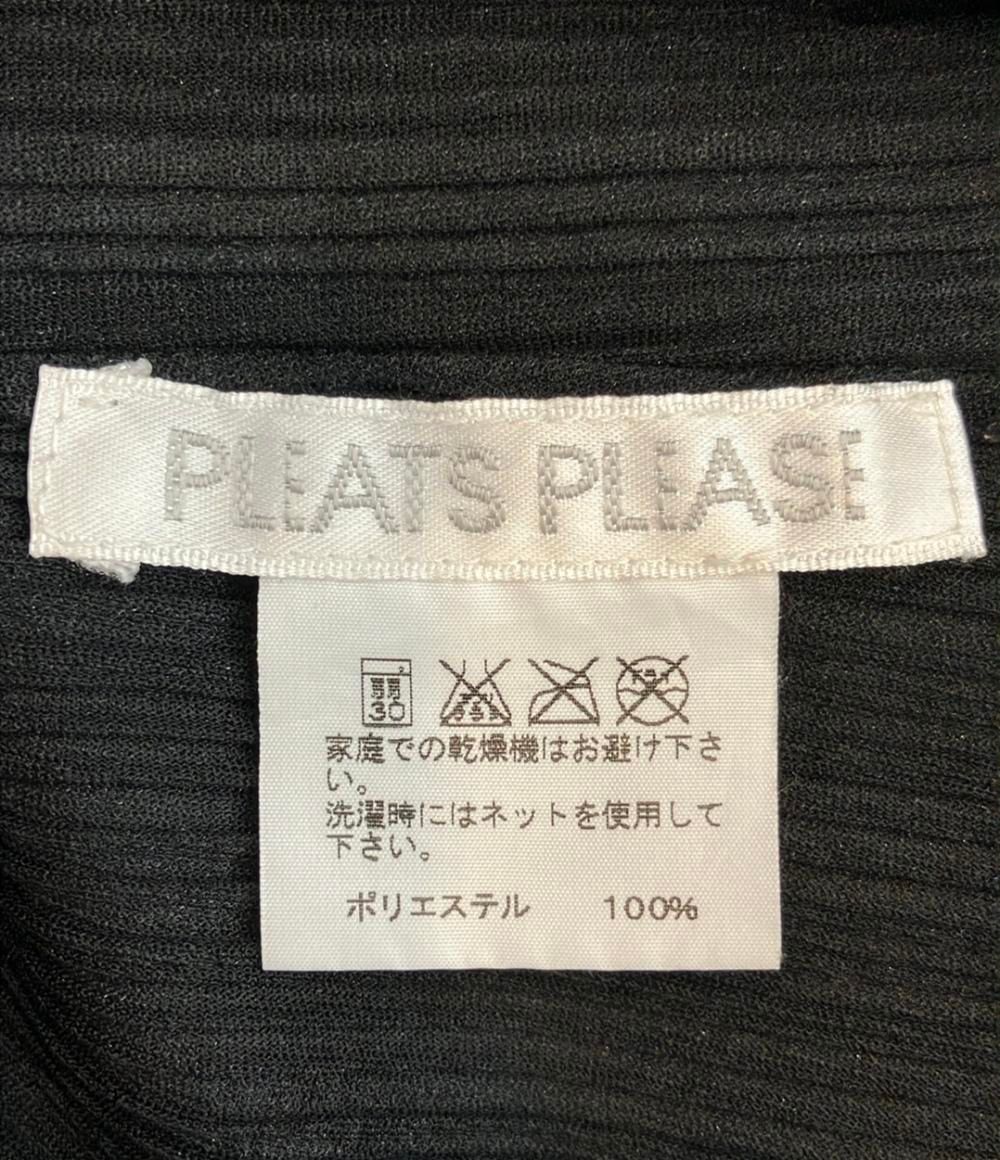 PLEATS PLEASE
弱
30
家庭での乾燥機はお避け下さ
い。
洗濯時にはネットを使用して
下さい。
ポリエステル 100%